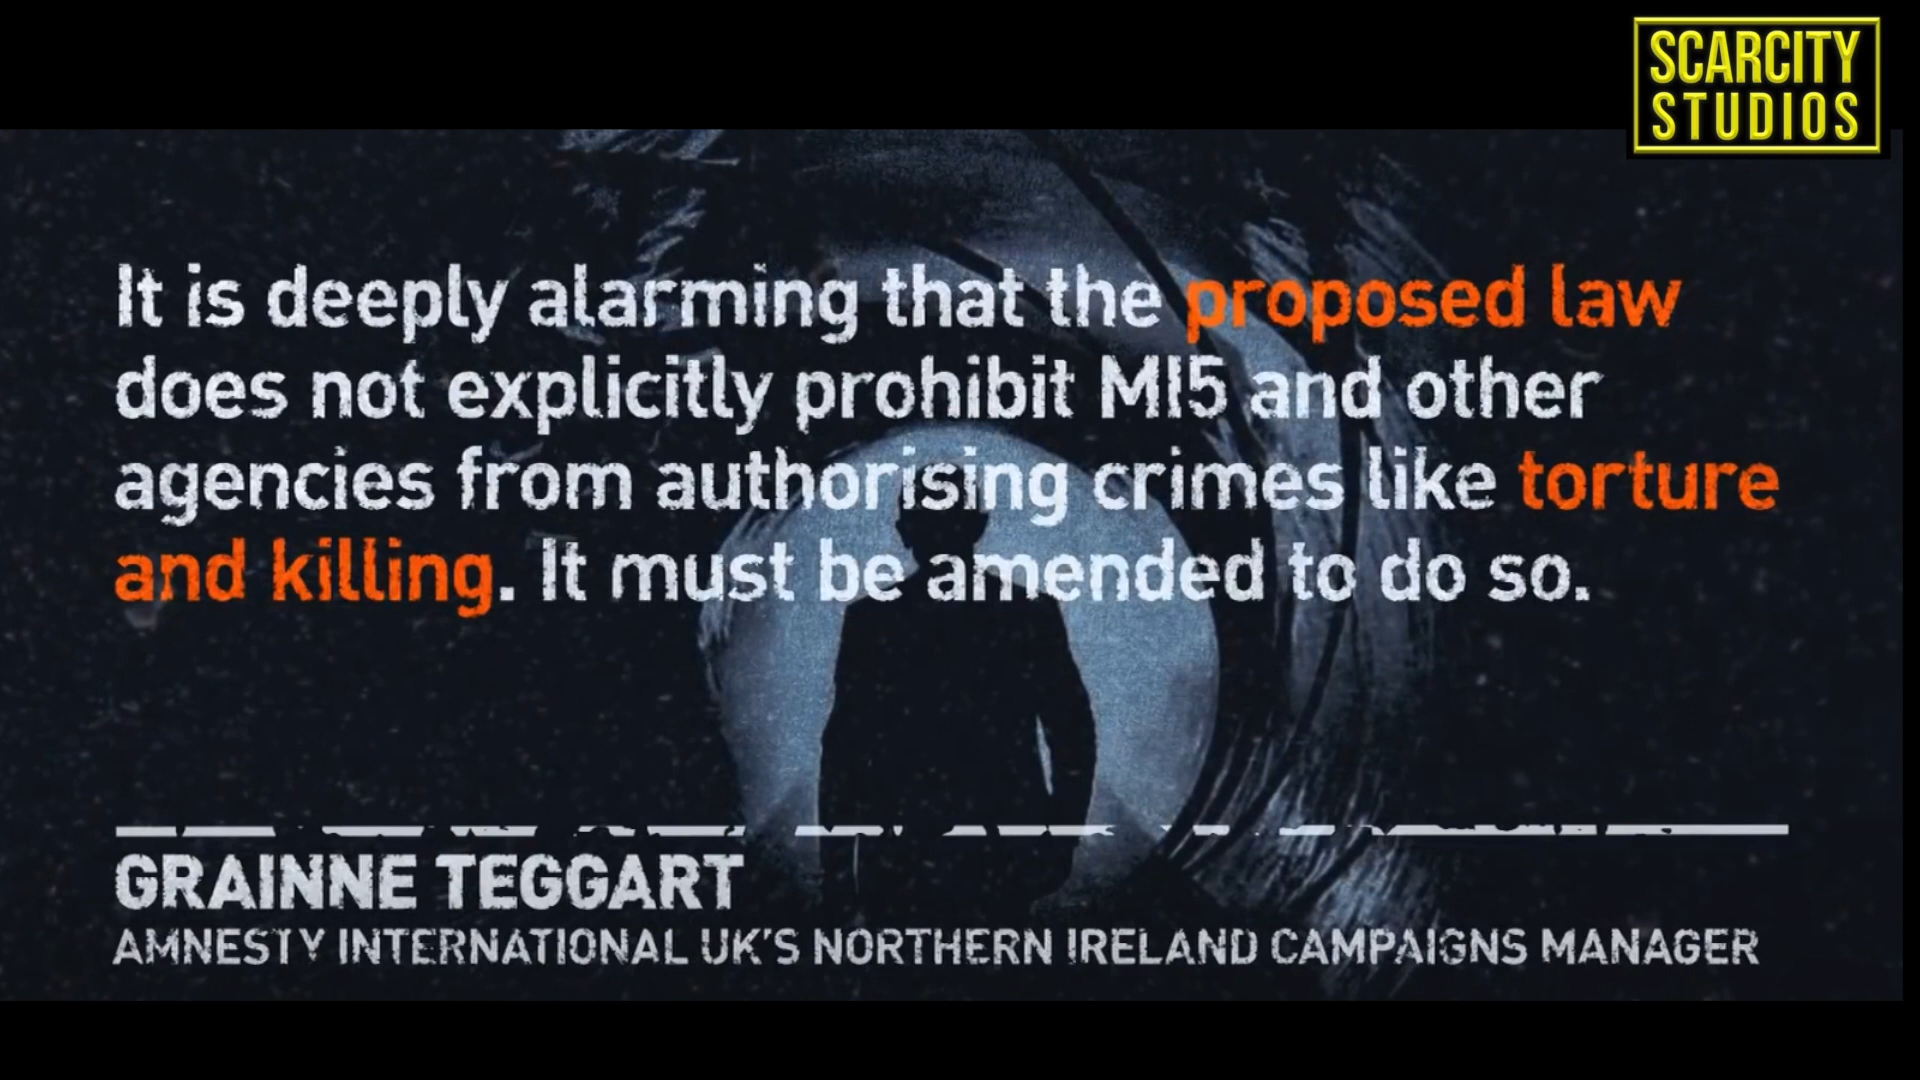 SCARCITY
STUDIOS
It is deeply alarming that the proposed law
does not explicitly prohibit MI5 and other
agencies from authorising crimes like torture
and killing. It must be amended to do so.
GRAINNE TEGGART
AMNESTY INTERNATIONAL UK'S NORTHERN IRELAND CAMPAIGNS MANAGER